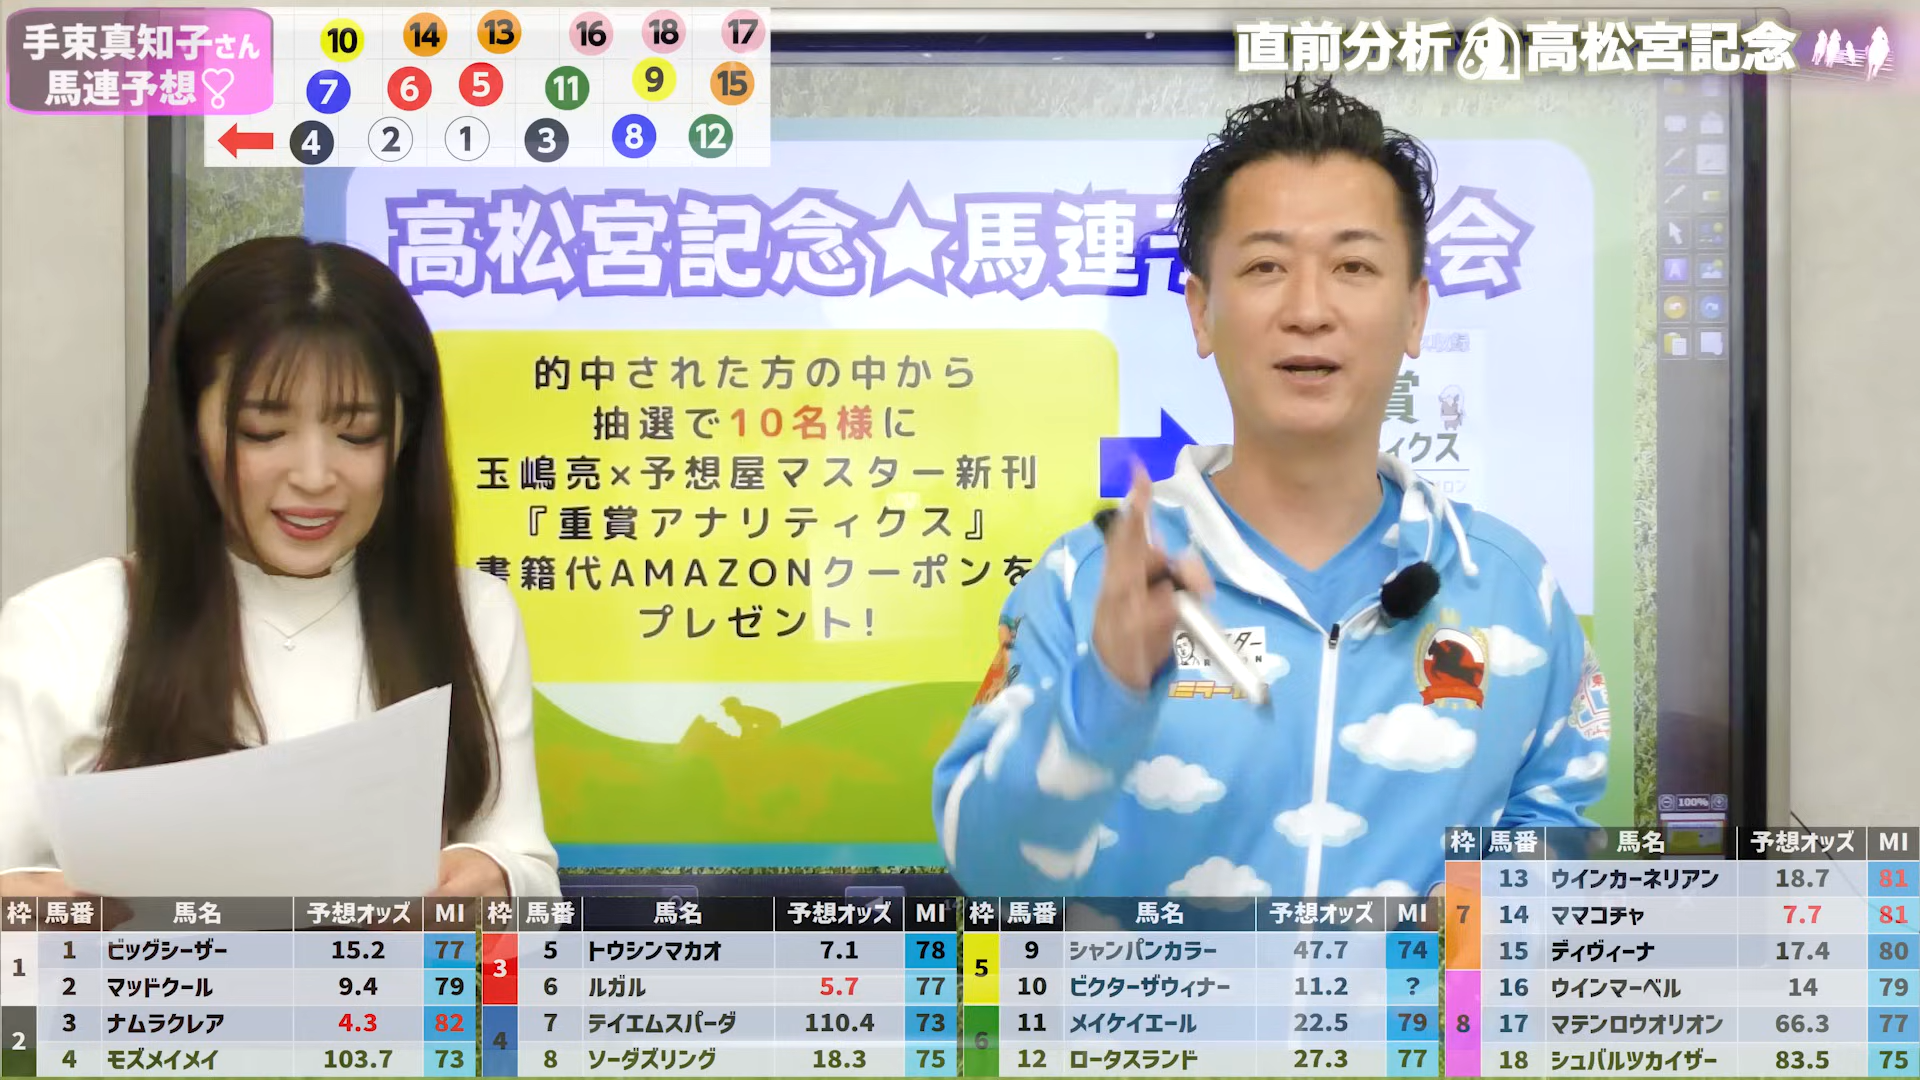 手束真知子さん
馬連予想
10 14 13 16 18 17
7 6 5 11 9 15
4 2 1 3 8 12
直前分析 高松宮記念
高松宮記念★馬連予 会
的中された方の中から
抽選で10名様に
玉嶋亮×予想屋マスター新刊
『重賞アナリティクス』
書籍代AMAZONクーポンを
プレゼント!
賞
ィクス
100%
枠 馬番 馬名 予想オッズ MI
1 1 ビッグシーザー 15.2 77
2 マッドクール 9.4 79
2 3 ナムラクレア 4.3 82
4 モズメイメイ 103.7 73
枠 馬番 馬名 予想オッズ MI
3 5 トウシンマカオ 7.1 78
6 ルガル 5.7 77
4 7 テイエムスパーダ 110.4 73
8 ソーダズリング 18.3 75
枠 馬番 馬名 予想オッズ MI
5 9 シャンパンカラー 47.7 74
10 ビクターザウィナー 11.2 ?
6 11 メイケイエール 22.5 79
12 ロータスランド 27.3 77
枠 馬番 馬名 予想オッズ MI
7 13 ウインカーネリアン 18.7 81
14 ママコチャ 7.7 81
15 ディヴィーナ 17.4 80
8 16 ウインマーベル 14 79
17 マテンロウオリオン 66.3 77
18 シュバルツカイザー 83.5 75